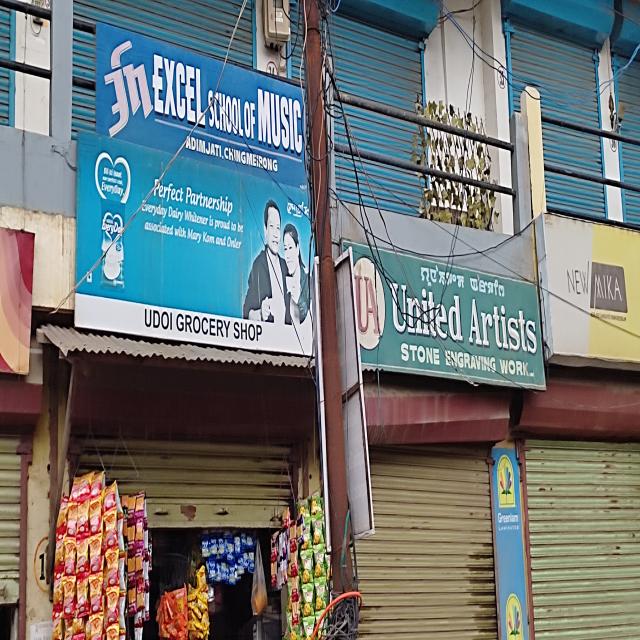 EXCEL SCHOOL OF MUSIC
ADIMJATI, CHINGMEIRONG
Everyday
Perfect Partnership
Everyday Dairy Whitener is proud to be
associated with Mary Kom and Onler
UDOI GROCERY SHOP
UA
United Artists
STONE ENGRAVING WORK
NEW MIKA
Greenlam